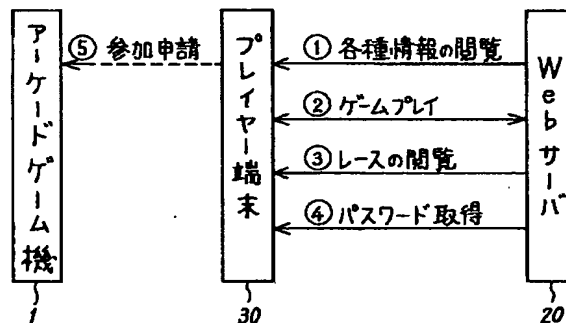 アーケードゲーム機
⑤ 参加申請
プレイヤー端末
① 各種情報の閲覧
② ゲームプレイ
③ レースの閲覧
④ パスワード取得
Webサーバ
1
30
20